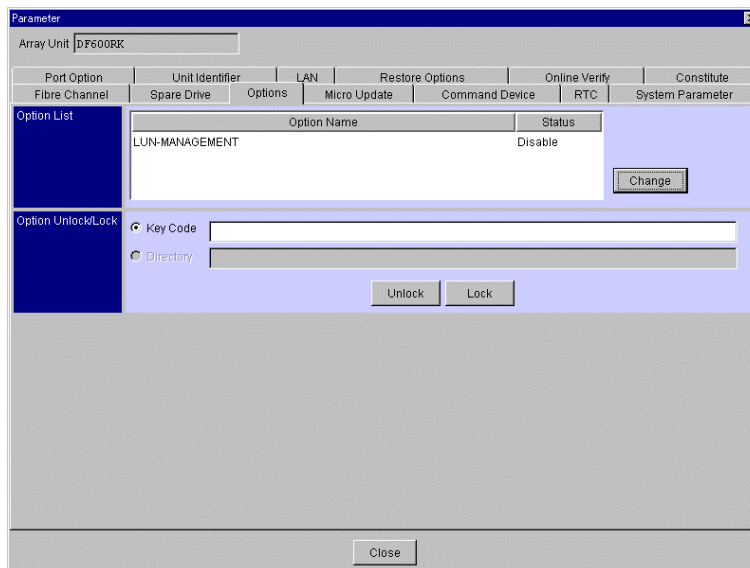 Parameter
Array Unit DF600RK
Port Option Unit Identifier LAN Restore Options Online Verify Constitute
Fibre Channel Spare Drive Options Micro Update Command Device RTC System Parameter
Option List
Option Name Status
LUN-MANAGEMENT Disable
Change
Option Unlock/Lock
Key Code
Directory
Unlock Lock
Close